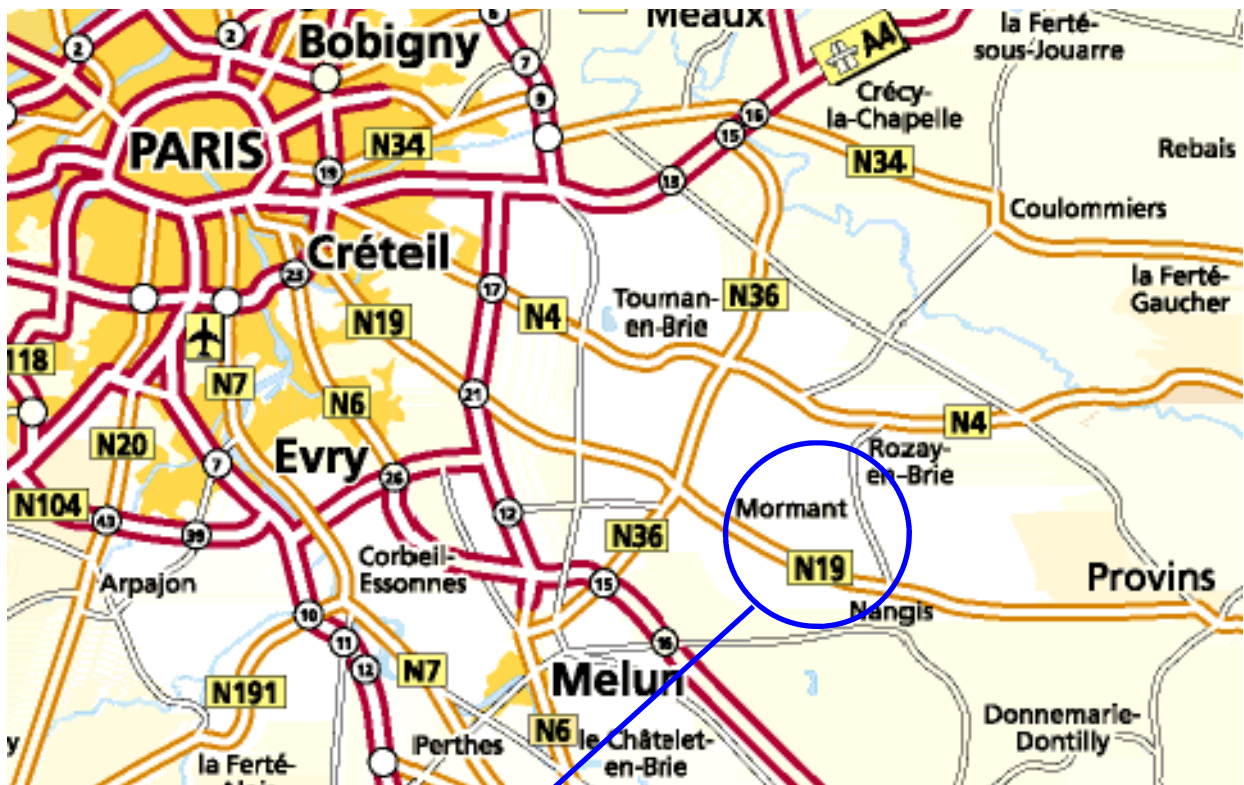 Meaux
la Ferté-
sous-Jouarre
6
2
2
Bobigny
7
A4
9
Crécy-
la-Chapelle
16
15
PARIS
N34
N34
Rebais
19
13
Coulommiers
Créteil
23
17
la Ferté-
Gaucher
Tournan-
en-Brie
N36
N4
N19
118
N7
N6
21
N4
N20
Evry
7
26
Rozay-
en-Brie
N104
43
39
12
Mormant
N36
Corbeil-
Essonnes
N19
Provins
Arpajon
15
Nangis
10
11
12
16
N7
Melun
N191
Donnemarie-
Dontilly
y
Perthes
N6
le Châtelet-
en-Brie
la Ferté-